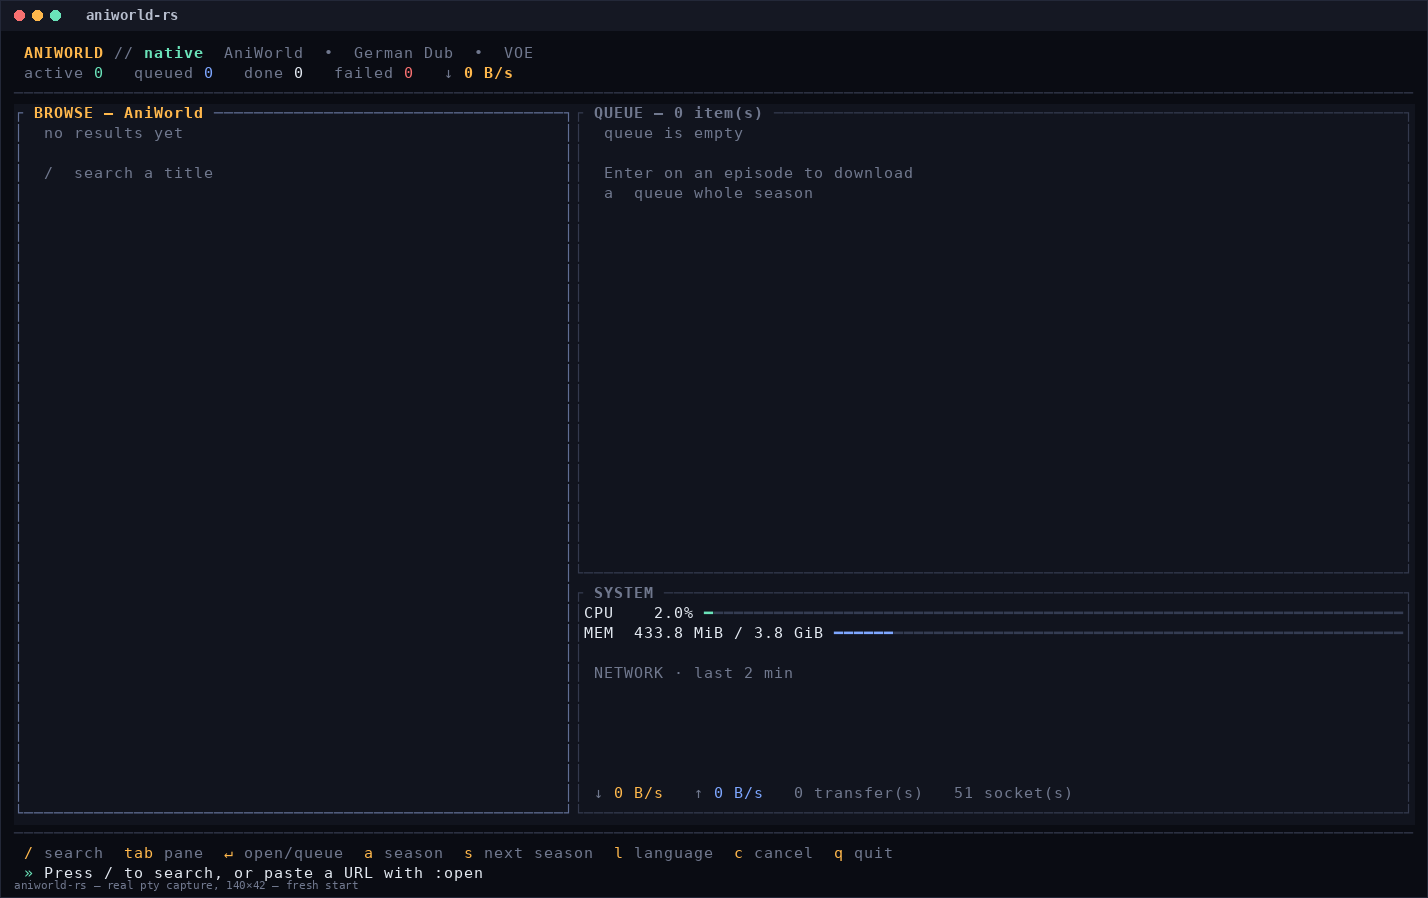 aniworld-rs
ANIWORLD // native AniWorld • German Dub • VOE
active 0 queued 0 done 0 failed 0 ↓ 0 B/s
BROWSE — AniWorld
no results yet
/ search a title
QUEUE — 0 item(s)
queue is empty
Enter on an episode to download
a queue whole season
SYSTEM
CPU 2.0%
MEM 433.8 MiB / 3.8 GiB
NETWORK · last 2 min
↓ 0 B/s ↑ 0 B/s 0 transfer(s) 51 socket(s)
/ search tab pane ↵ open/queue a season s next season l language c cancel q quit
» Press / to search, or paste a URL with :open
aniworld-rs — real pty capture, 140×42 — fresh start